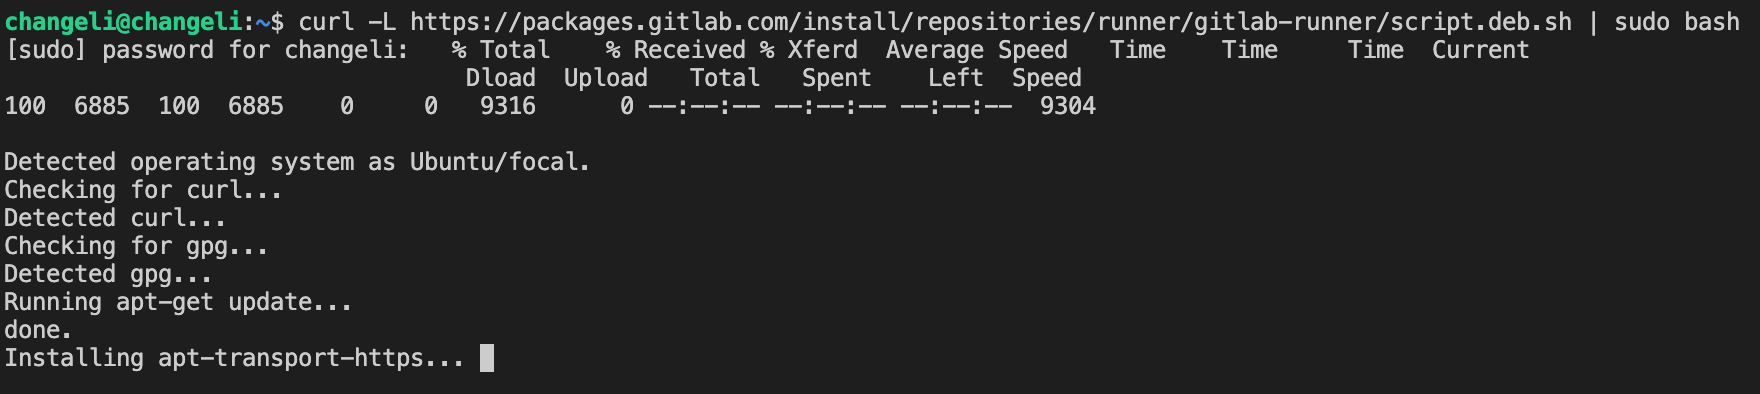 changeli@changeli:~$ curl -L https://packages.gitlab.com/install/repositories/runner/gitlab-runner/script.deb.sh | sudo bash
[sudo] password for changeli:   % Total    % Received % Xferd  Average Speed   Time    Time     Time  Current
                                 Dload  Upload   Total   Spent    Left  Speed
100  6885  100  6885    0     0   9316      0 --:--:-- --:--:-- --:--:--  9304
Detected operating system as Ubuntu/focal.
Checking for curl...
Detected curl...
Checking for gpg...
Detected gpg...
Running apt-get update...
done.
Installing apt-transport-https...